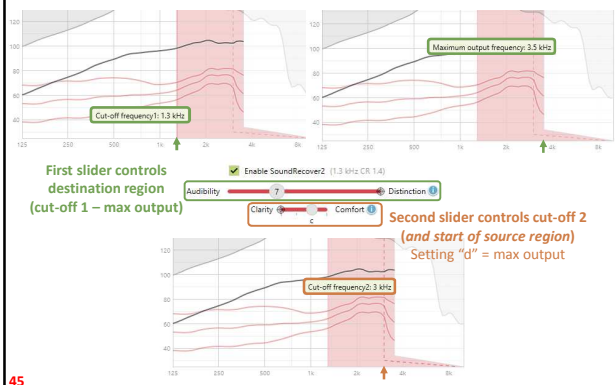 120
100
80
60
40
125
250
500
1k
2k
4k
8k
Cut-off frequency1: 1.3 kHz
120
100
80
60
40
125
250
500
1k
2k
4k
8k
Maximum output frequency: 3.5 kHz
First slider controls
destination region
(cut-off 1 – max output)
Enable SoundRecover2 (1.3 kHz CR 1.4)
Audibility 7 Distinction i
Clarity Comfort i
c
Second slider controls cut-off 2
(and start of source region)
Setting "d" = max output
120
100
80
60
40
125
250
500
1k
2k
4k
8k
Cut-off frequency2: 3 kHz
45